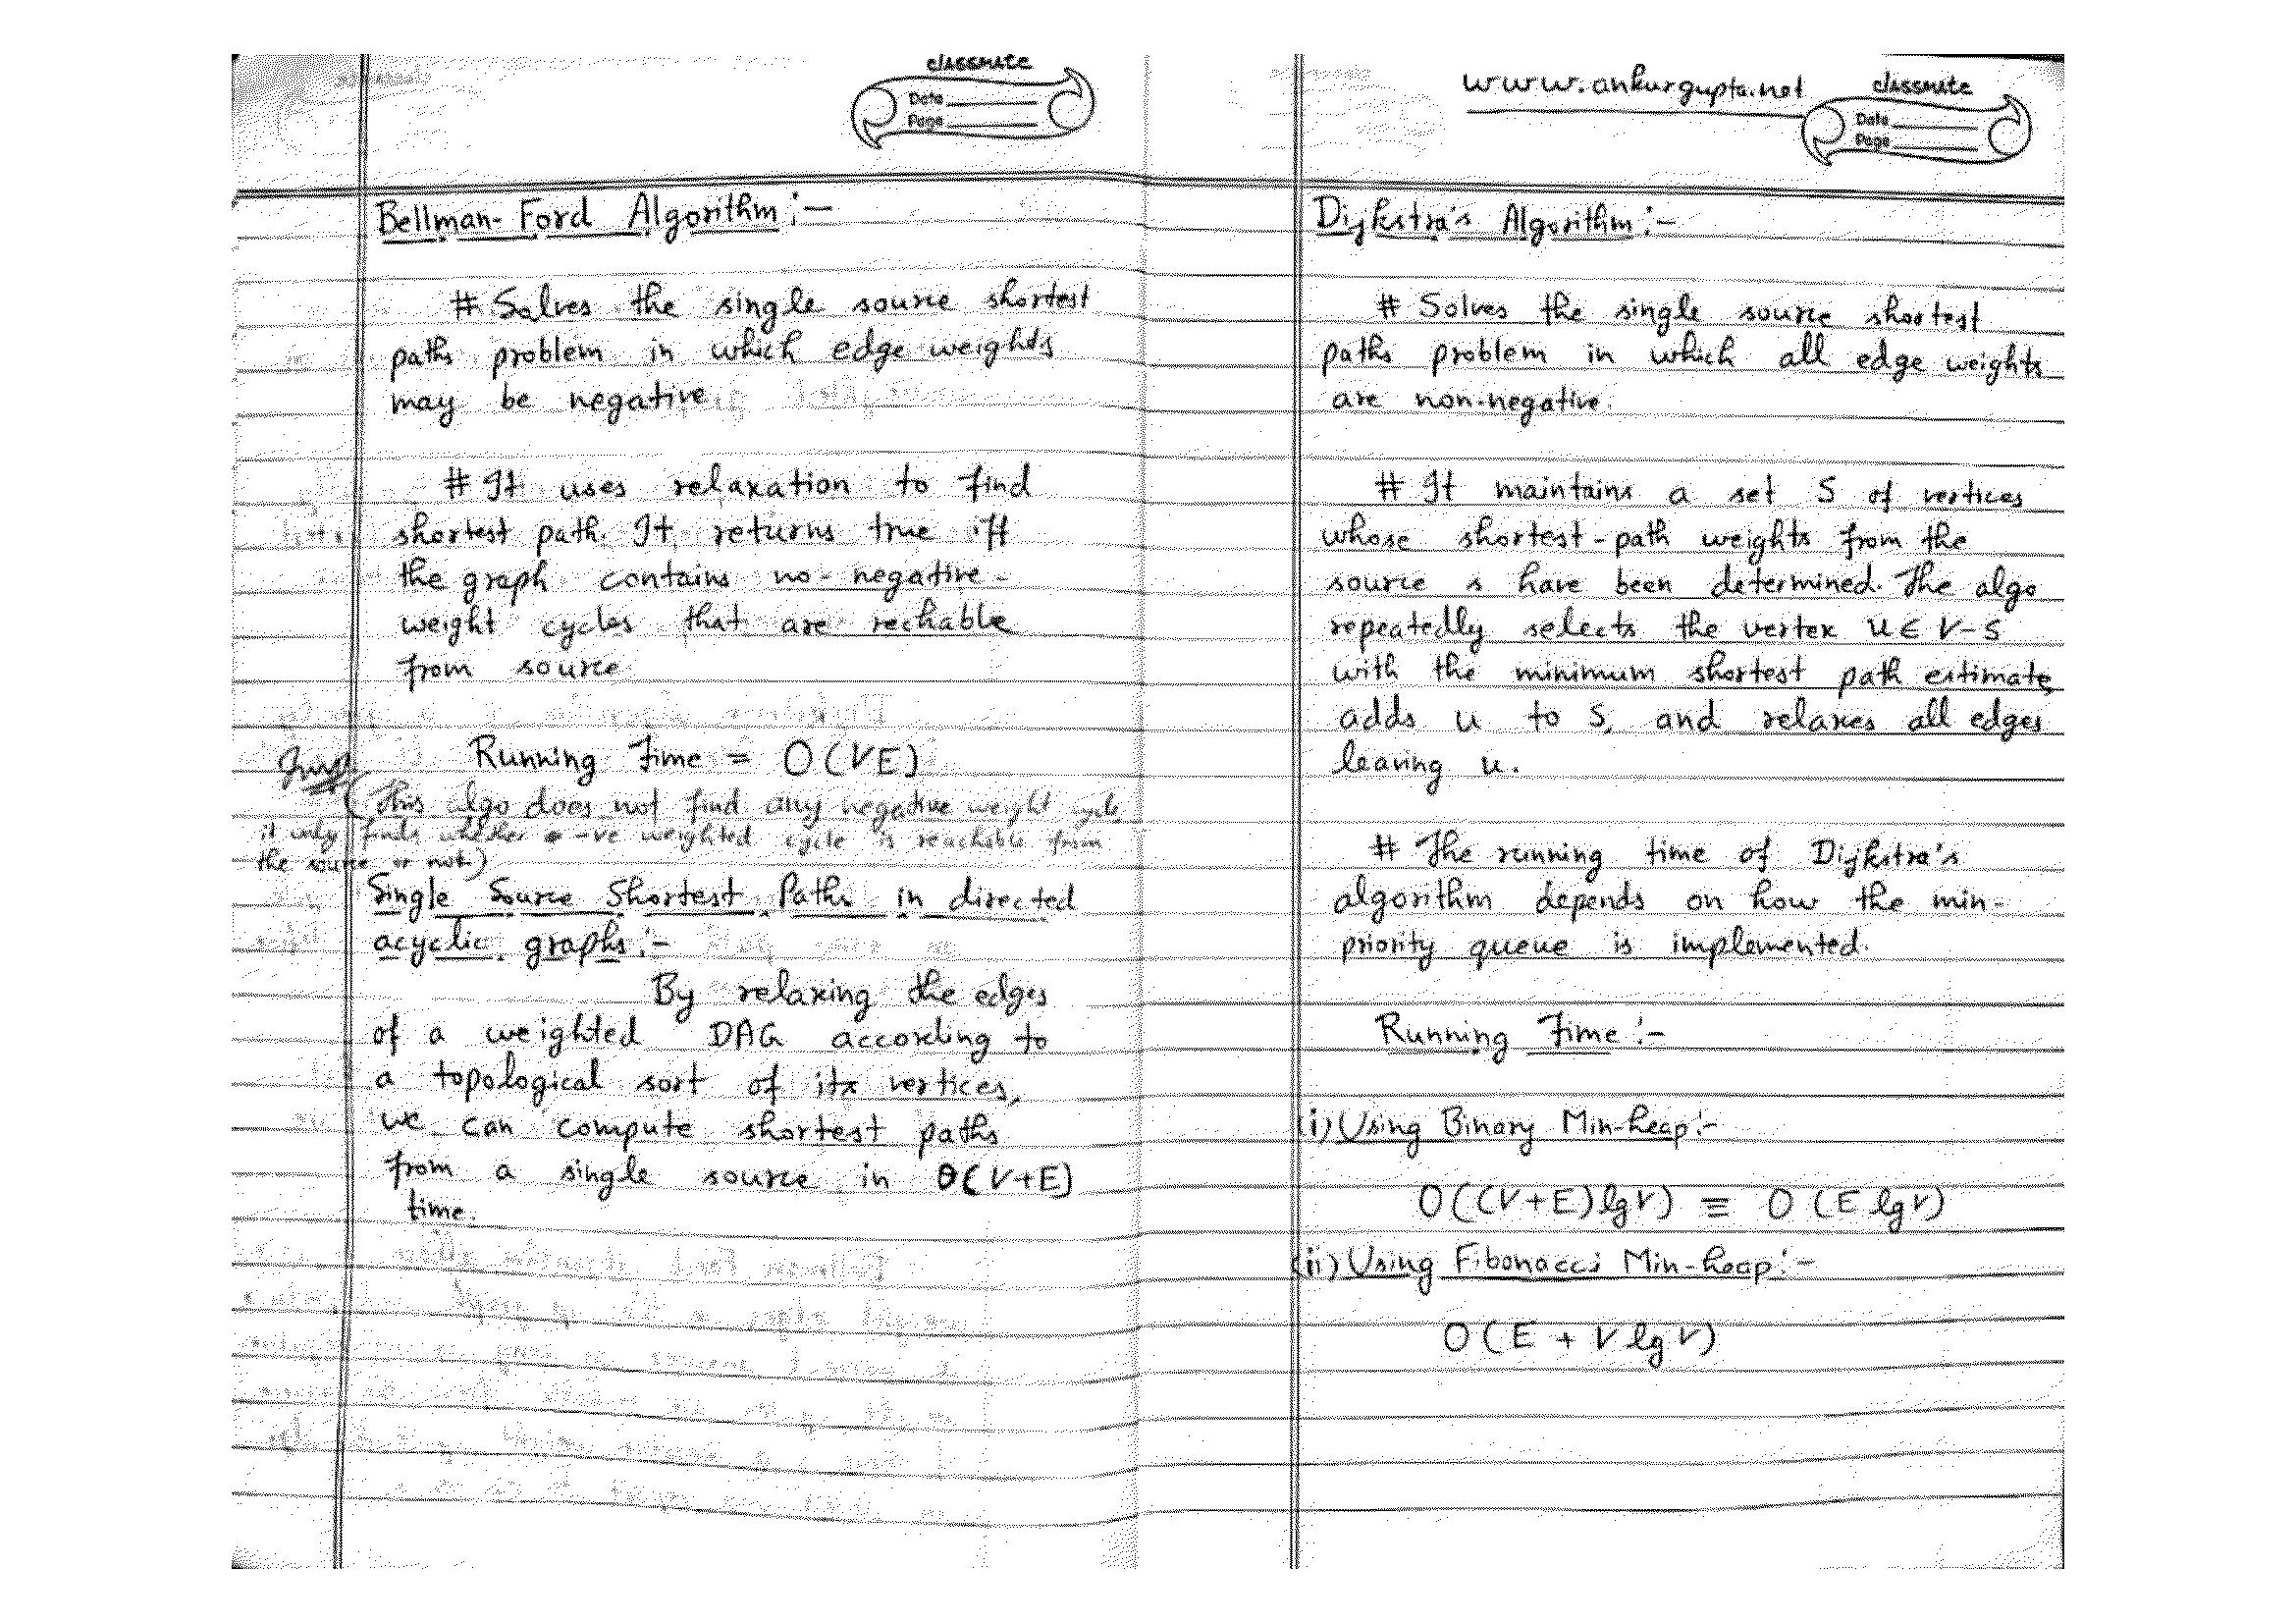 classmate
Date
Page
Bellman-Ford Algorithm :-
# Solves the single source shortest
paths problem in which edge weights
may be negative.
# It uses relaxation to find
shortest path. It returns true iff
the graph contains no-negative-
weight cycles that are rechable
from source.
Running Time = O(VE)
Imp.
(This algo does not find any negative weight cycle
it only finds whether a -ve weighted cycle is reachable from
the source or not.)
Single Source Shortest Paths in directed
acyclic graphs :-
By relaxing the edges
of a weighted DAG according to
a topological sort of its vertices,
we can compute shortest paths
from a single source in θ(V+E)
time.
www.ankurgupta.net
classmate
Date
Page
Dijkstra's Algorithm :-
# Solves the single source shortest
paths problem in which all edge weights
are non-negative.
# It maintains a set S of vertices
whose shortest-path weights from the
source s have been determined. The algo
repeatedly selects the vertex u ∈ V-S
with the minimum shortest path estimate,
adds u to S, and relaxes all edges
leaving u.
# The running time of Dijkstra's
algorithm depends on how the min-
priority queue is implemented.
Running Time :-
(i) Using Binary Min-heap :-
O((V+E) lg V) ≡ O (E lg V)
(ii) Using Fibonacci Min-heap :-
O (E + V lg V)